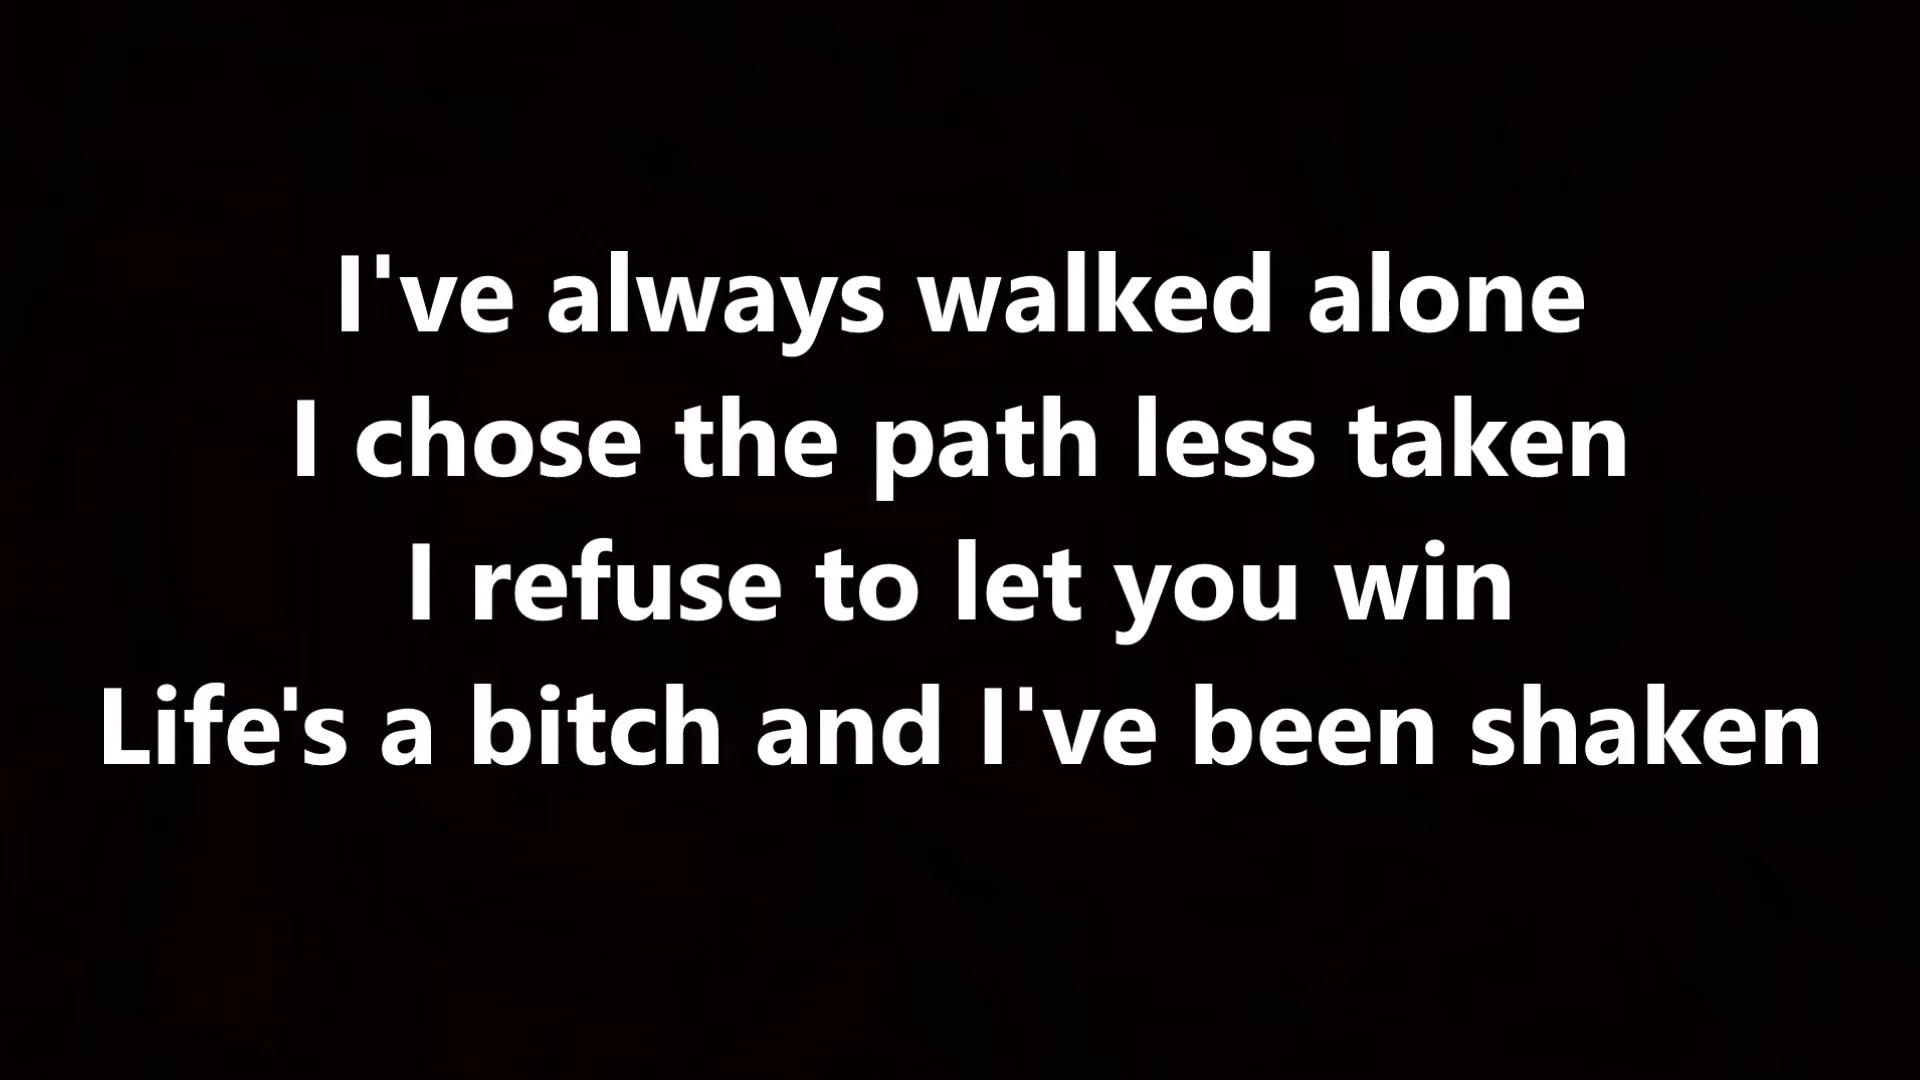 I've always walked alone
I chose the path less taken
I refuse to let you win
Life's a bitch and I've been shaken